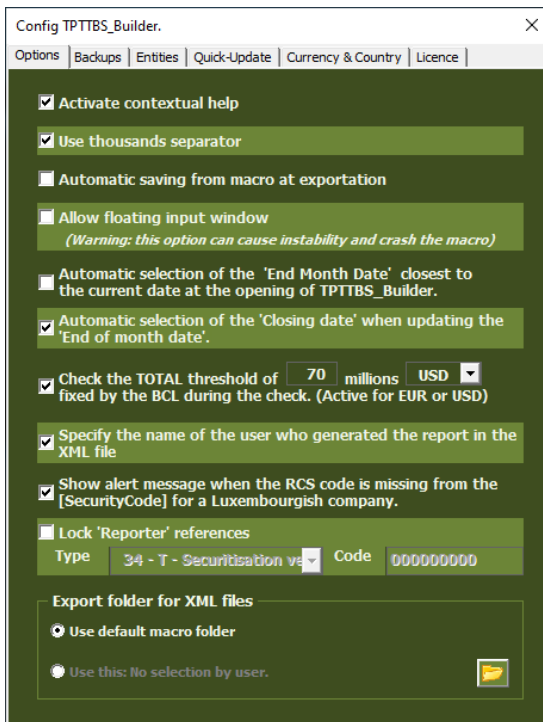 Config TPTTBS_Builder.
Options Backups Entities Quick-Update Currency & Country Licence
Activate contextual help
Use thousands separator
Automatic saving from macro at exportation
Allow floating input window
(Warning: this option can cause instability and crash the macro)
Automatic selection of the 'End Month Date' closest to
the current date at the opening of TPTTBS_Builder.
Automatic selection of the 'Closing date' when updating the
'End of month date'.
Check the TOTAL threshold of 70 millions USD
fixed by the BCL during the check. (Active for EUR or USD)
Specify the name of the user who generated the report in the
XML file
Show alert message when the RCS code is missing from the
[SecurityCode] for a Luxembourgish company.
Lock 'Reporter' references
Type 34 - T - Securitisation ve Code 000000000
Export folder for XML files
Use default macro folder
Use this: No selection by user.